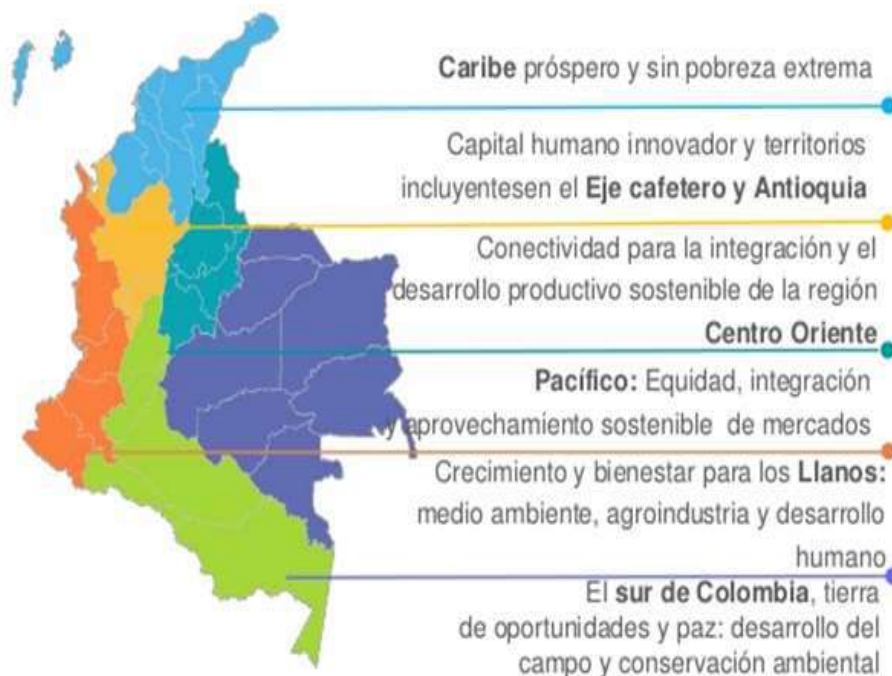 Caribe próspero y sin pobreza extrema
Capital humano innovador y territorios
incluyentesen el Eje cafetero y Antioquia
Conectividad para la integración y el
desarrollo productivo sostenible de la región
Centro Oriente
Pacífico: Equidad, integración
y aprovechamiento sostenible de mercados
Crecimiento y bienestar para los Llanos:
medio ambiente, agroindustria y desarrollo
humano
El sur de Colombia, tierra
de oportunidades y paz: desarrollo del
campo y conservación ambiental